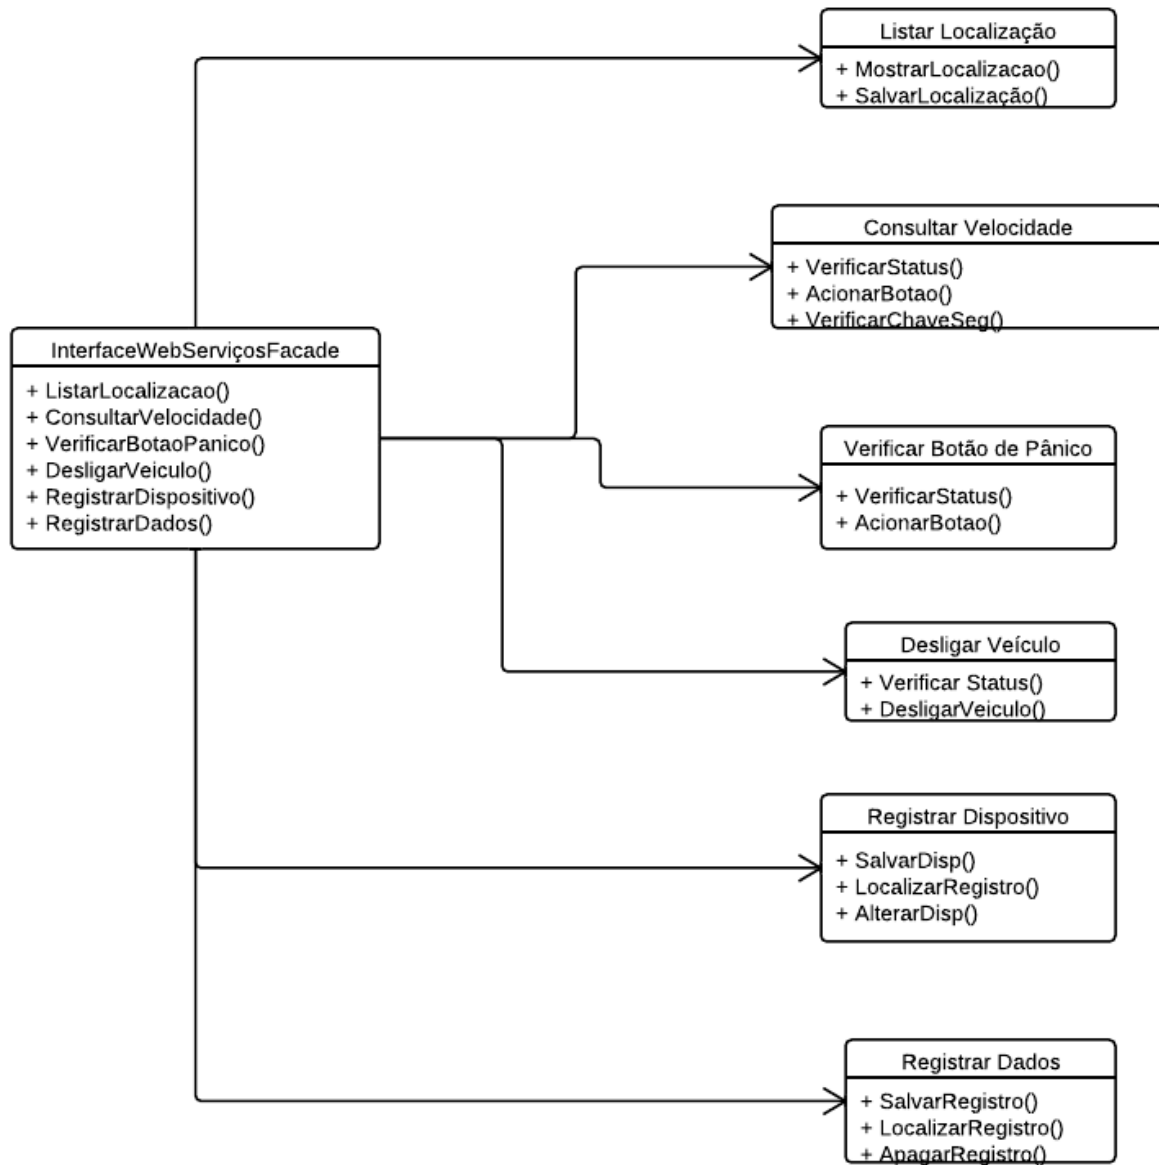 Listar Localização
+ MostrarLocalizacao()
+ SalvarLocalização()
Consultar Velocidade
+ VerificarStatus()
+ AcionarBotao()
+ VerificarChaveSeg()
InterfaceWebServiçosFacade
+ ListarLocalizacao()
+ ConsultarVelocidade()
+ VerificarBotaoPanico()
+ DesligarVeiculo()
+ RegistrarDispositivo()
+ RegistrarDados()
Verificar Botão de Pânico
+ VerificarStatus()
+ AcionarBotao()
Desligar Veículo
+ Verificar Status()
+ DesligarVeiculo()
Registrar Dispositivo
+ SalvarDisp()
+ LocalizarRegistro()
+ AlterarDisp()
Registrar Dados
+ SalvarRegistro()
+ LocalizarRegistro()
+ ApagarRegistro()